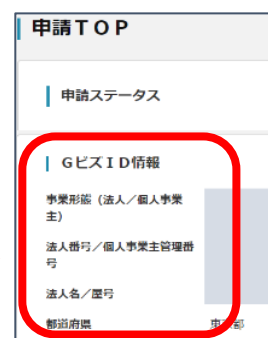 申請ＴＯＰ
申請ステータス
ＧビズＩＤ情報
事業形態（法人／個人事業
主）
法人番号／個人事業主管理番
号
法人名／屋号
都道府県